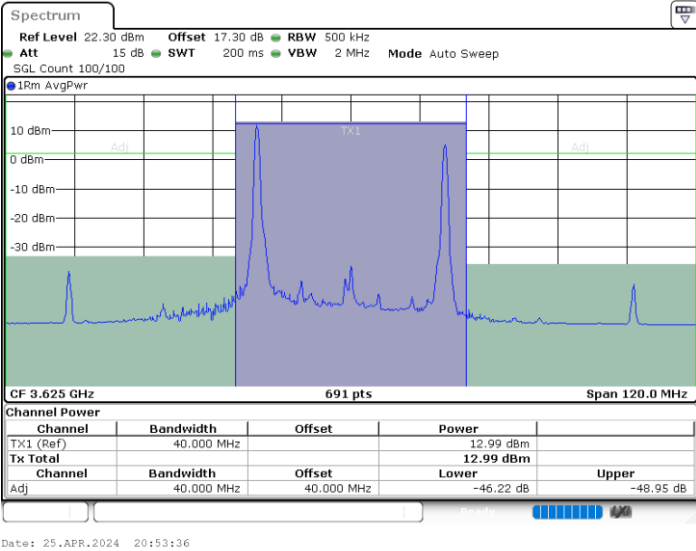 Spectrum
Ref Level 22.30 dBm Offset 17.30 dB RBW 500 kHz
Att 15 dB SWT 200 ms VBW 2 MHz Mode Auto Sweep
SGL Count 100/100
1Rm AvgPwr
TX1
10 dBm
Adj Adj
0 dBm
-10 dBm
-20 dBm
-30 dBm
CF 3.625 GHz 691 pts Span 120.0 MHz
Channel Power
Channel Bandwidth Offset Power
TX1 (Ref) 40.000 MHz 12.99 dBm
Tx Total 12.99 dBm
Channel Bandwidth Offset Lower Upper
Adj 40.000 MHz 40.000 MHz -46.22 dB -48.95 dB
Ready
Date: 25.APR.2024 20:53:36